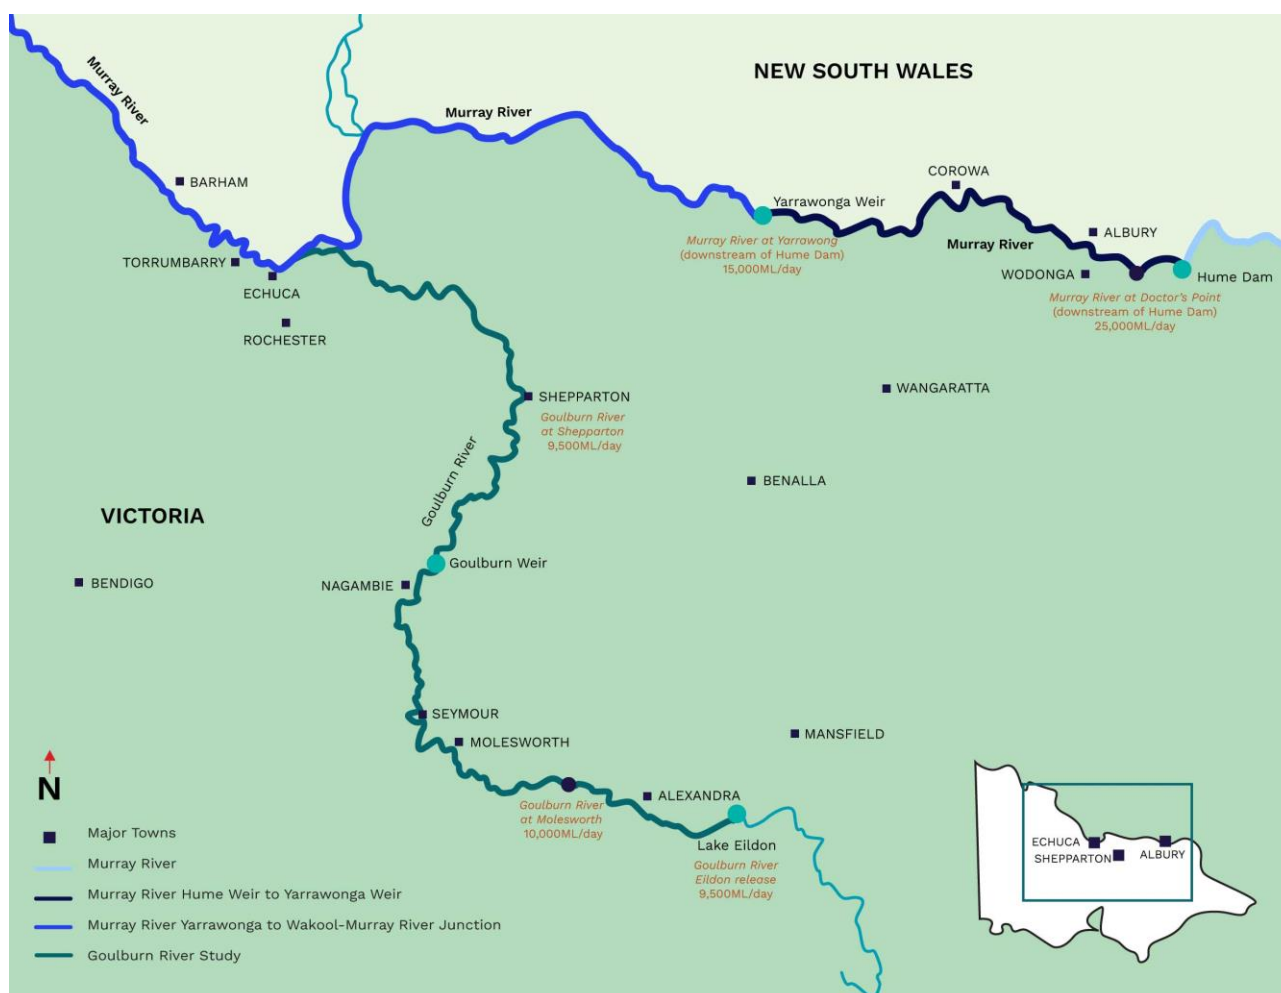 NEW SOUTH WALES
Murray River
Murray River
BARHAM
COROWA
Yarrawonga Weir
ALBURY
Murray River
Murray River at Yarrawong
(downstream of Hume Dam)
15,000ML/day
TORRUMBARRY
WODONGA
Hume Dam
ECHUCA
Murray River at Doctor's Point
(downstream of Hume Dam)
25,000ML/day
ROCHESTER
WANGARATTA
SHEPPARTON
Goulburn River
at Shepparton
9,500ML/day
Goulburn River
BENALLA
VICTORIA
Goulburn Weir
BENDIGO
NAGAMBIE
SEYMOUR
MOLESWORTH
MANSFIELD
Goulburn River
at Molesworth
10,000ML/day
ALEXANDRA
Lake Eildon
Goulburn River
Eildon release
9,500ML/day
N
Major Towns
Murray River
Murray River Hume Weir to Yarrawonga Weir
Murray River Yarrawonga to Wakool-Murray River Junction
Goulburn River Study
ECHUCA
SHEPPARTON
ALBURY